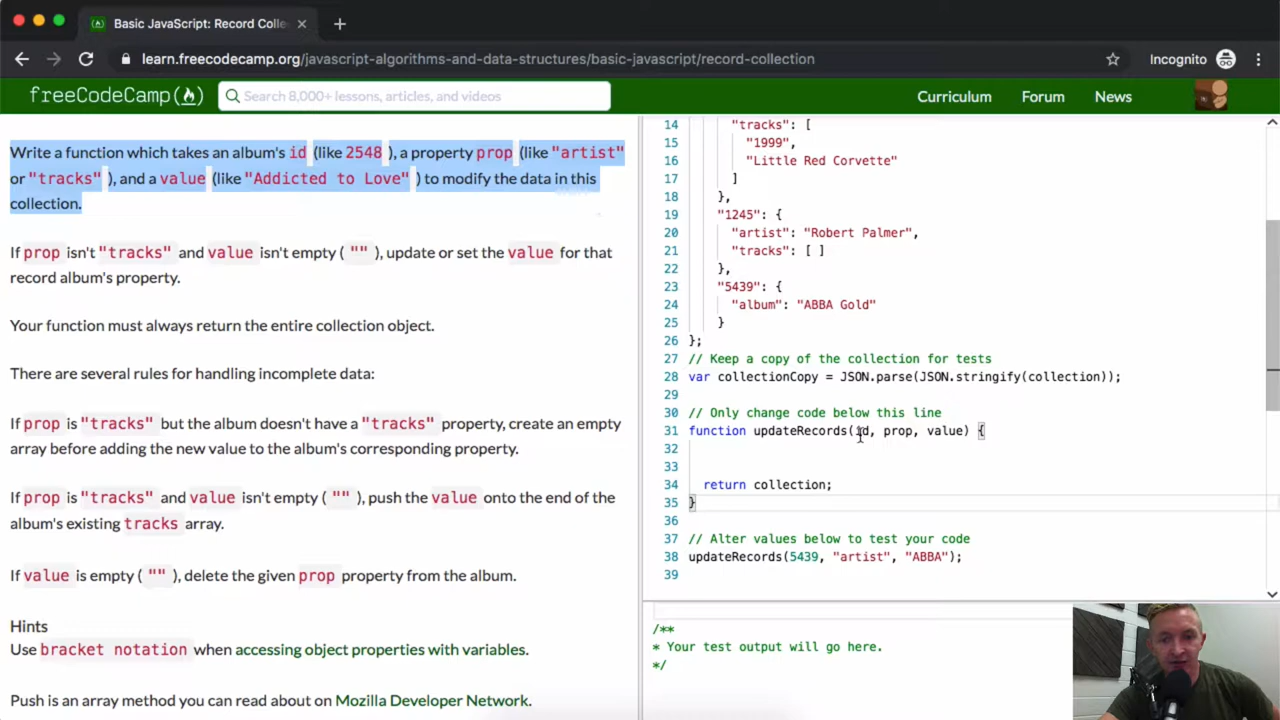 Basic JavaScript: Record Colle
learn.freecodecamp.org/javascript-algorithms-and-data-structures/basic-javascript/record-collection
Incognito
freeCodeCamp
Search 8,000+ lessons, articles, and videos
Curriculum
Forum
News
Write a function which takes an album's id (like 2548 ), a property prop (like "artist"
or "tracks" ), and a value (like "Addicted to Love" ) to modify the data in this
collection.
If prop isn't "tracks" and value isn't empty ( "" ), update or set the value for that
record album's property.
Your function must always return the entire collection object.
There are several rules for handling incomplete data:
If prop is "tracks" but the album doesn't have a "tracks" property, create an empty
array before adding the new value to the album's corresponding property.
If prop is "tracks" and value isn't empty ( "" ), push the value onto the end of the
album's existing tracks array.
If value is empty ( "" ), delete the given prop property from the album.
Hints
Use bracket notation when accessing object properties with variables.
Push is an array method you can read about on Mozilla Developer Network.
14 "tracks": [
15 "1999",
16 "Little Red Corvette"
17 ]
18 },
19 "1245": {
20 "artist": "Robert Palmer",
21 "tracks": [ ]
22 },
23 "5439": {
24 "album": "ABBA Gold"
25 }
26 };
27 // Keep a copy of the collection for tests
28 var collectionCopy = JSON.parse(JSON.stringify(collection));
29
30 // Only change code below this line
31 function updateRecords(id, prop, value) {
32
33
34 return collection;
35 }
36
37 // Alter values below to test your code
38 updateRecords(5439, "artist", "ABBA");
39
/**
* Your test output will go here.
*/